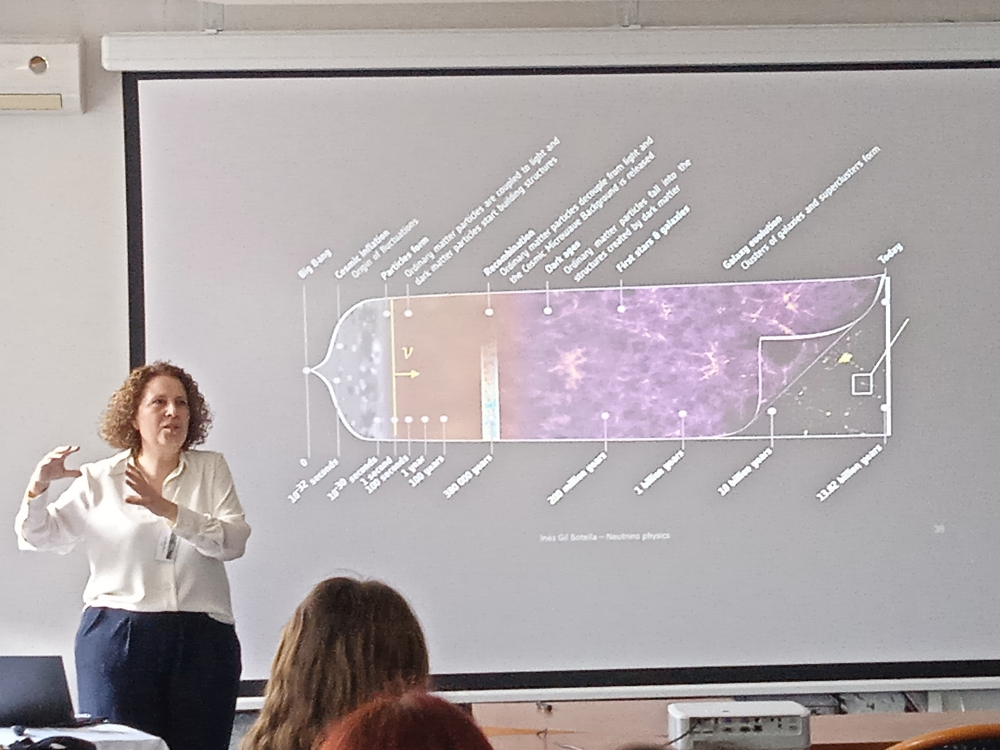 Big Bang
Cosmic inflation
Origin of fluctuations
Particles form
Ordinary matter particles are coupled to light and
dark matter particles start building structures
Recombination
Ordinary matter particles decouple from light and
the Cosmic Microwave Background is released
Dark ages
Ordinary matter particles fall into the
structures created by dark matter
First stars & galaxies
Galaxy evolution
Clusters of galaxies and superclusters form
Today
ν
0
10⁻³² seconds
10⁻³⁰ seconds
1 second
100 seconds
1 year
100 years
380 000 years
200 million years
1 billion years
10 billion years
13.82 billion years
Ines Gil Botella – Neutrino physics